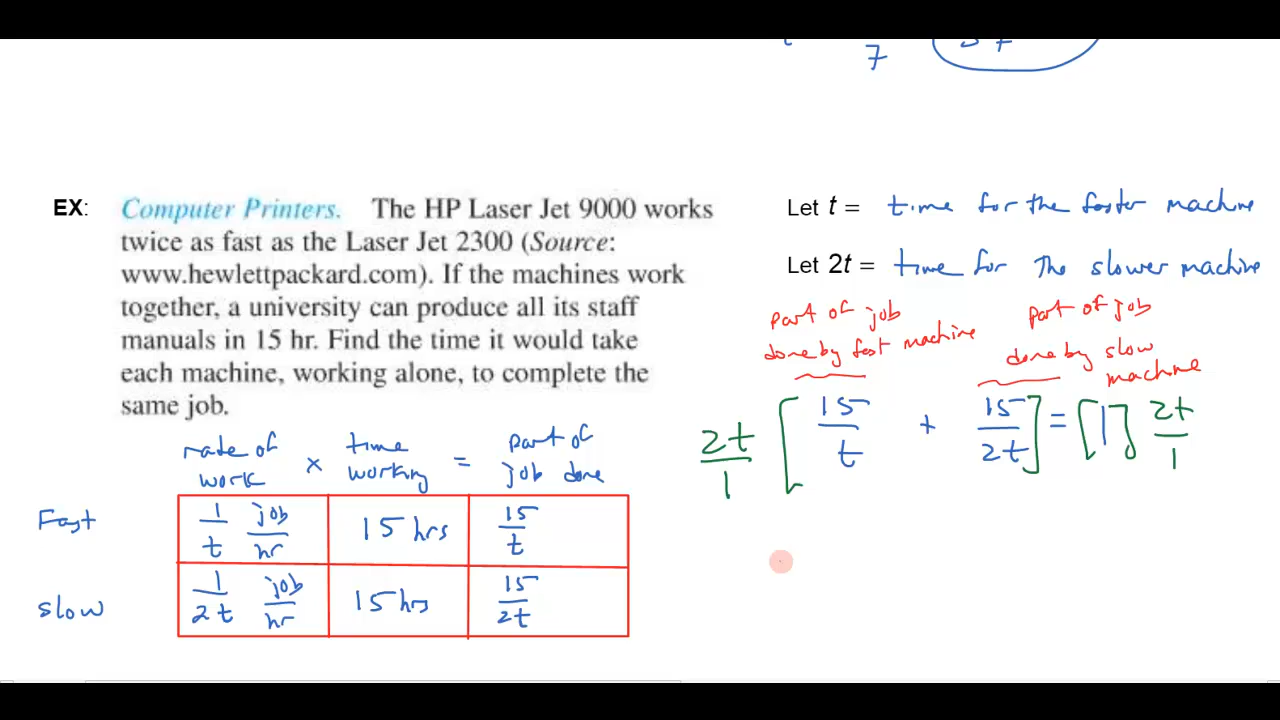 7
EX: Computer Printers. The HP Laser Jet 9000 works
twice as fast as the Laser Jet 2300 (Source:
www.hewlettpackard.com). If the machines work
together, a university can produce all its staff
manuals in 15 hr. Find the time it would take
each machine, working alone, to complete the
same job.
Let t = time for the faster machine
Let 2t = time for the slower machine
part of job
done by fast machine
part of job
done by slow
machine
2t/1 [ 15/t + 15/2t ] = [1] 2t/1
rate of work × time working = part of job done
Fast 1/t job/hr 15 hrs 15/t
slow 1/2t job/hr 15 hrs 15/2t